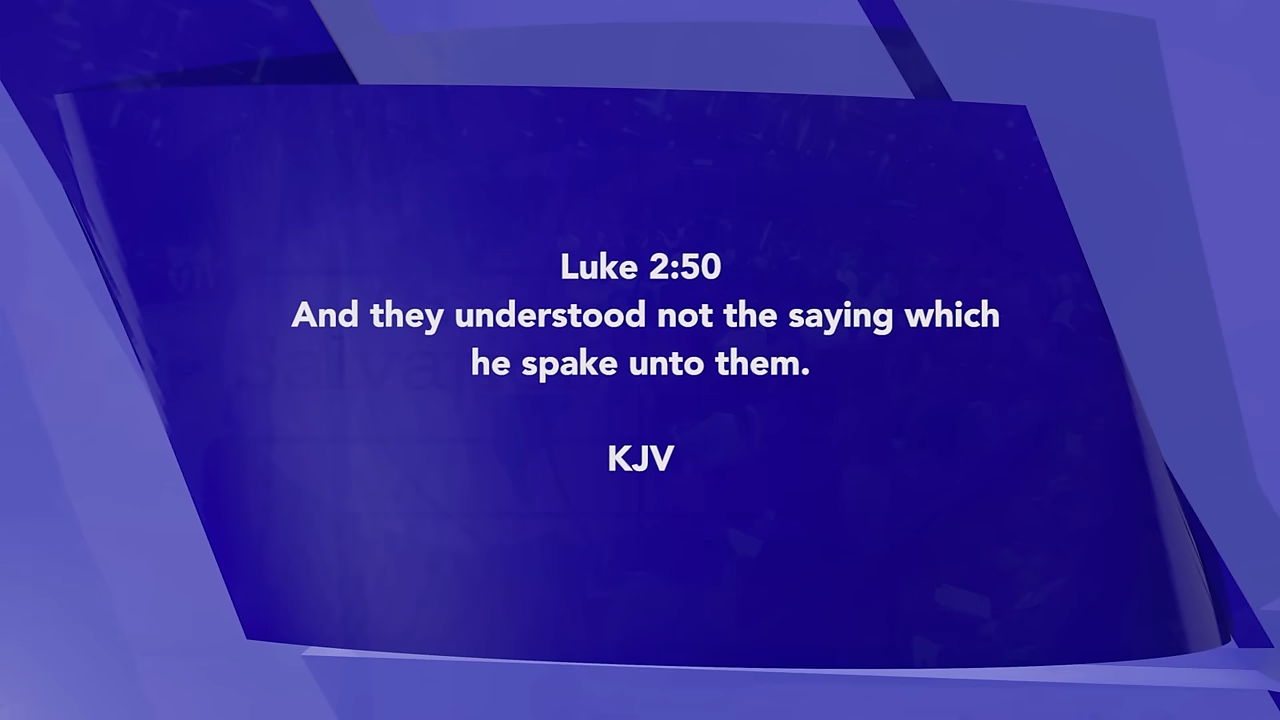 Luke 2:50
And they understood not the saying which
he spake unto them.
KJV